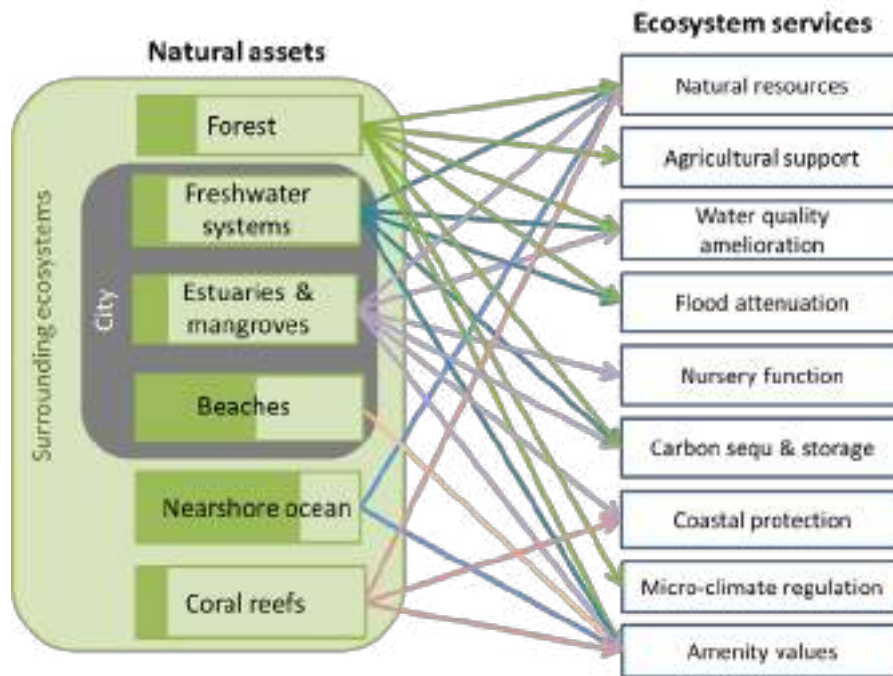 Natural assets
Ecosystem services
Surrounding ecosystems
City
Forest
Freshwater
systems
Estuaries &
mangroves
Beaches
Nearshore ocean
Coral reefs
Natural resources
Agricultural support
Water quality
amelioration
Flood attenuation
Nursery function
Carbon sequ & storage
Coastal protection
Micro-climate regulation
Amenity values